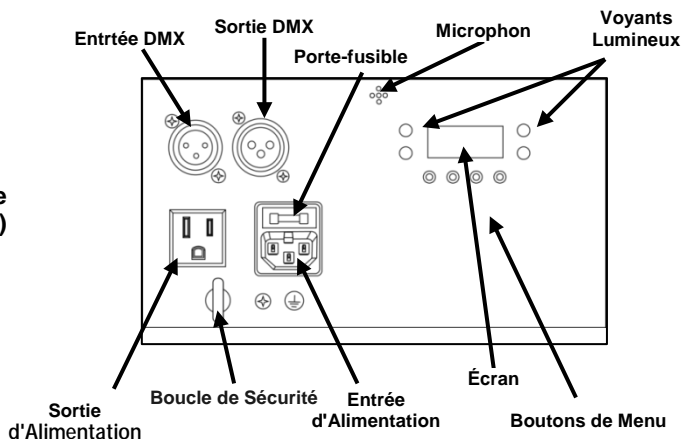 Entrtée DMX
Sortie DMX
Porte-fusible
Microphon
Voyants
Lumineux
e
)
Sortie
d'Alimentation
Boucle de Sécurité
Entrée
d'Alimentation
Écran
Boutons de Menu